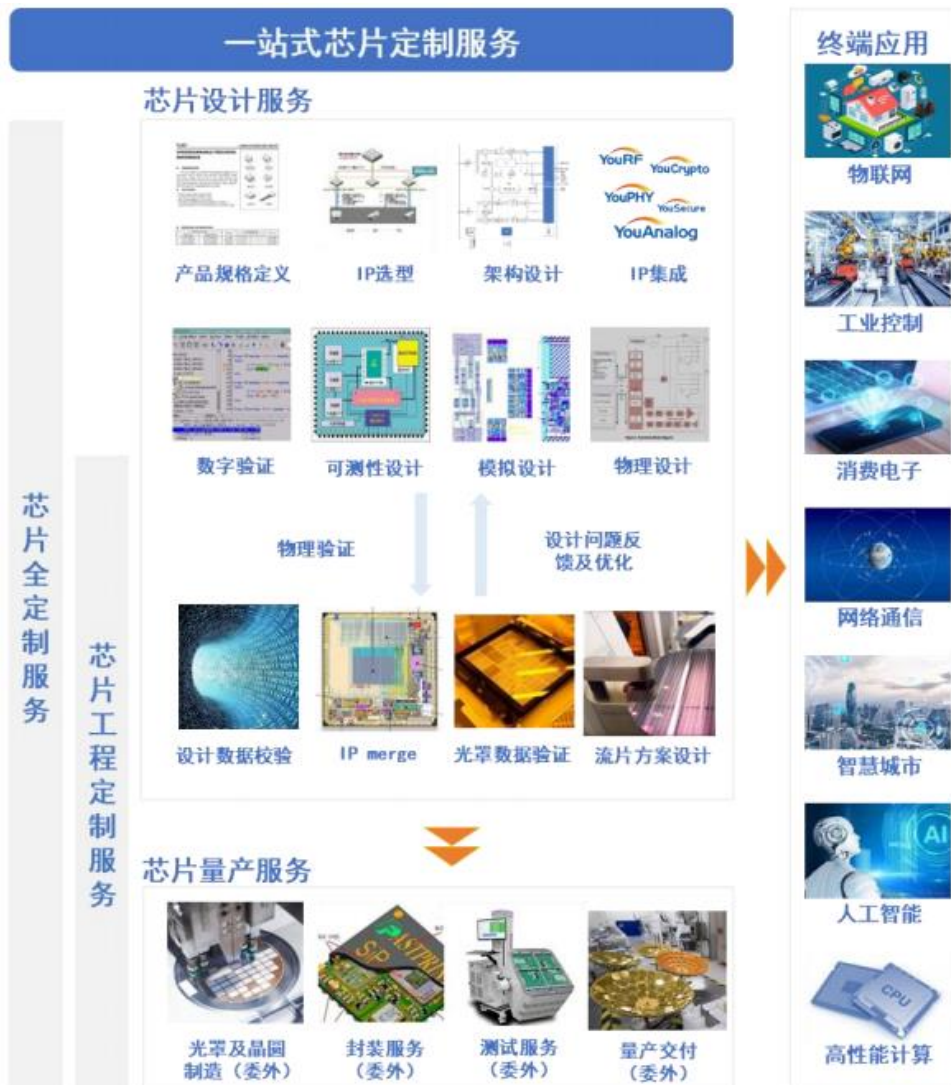 一站式芯片定制服务
终端应用
芯片设计服务
YouRF
YouCrypto
YouPHY
YouSecure
YouAnalog
产品规格定义
IP选型
架构设计
IP集成
物联网
工业控制
数字验证
可测性设计
模拟设计
物理设计
消费电子
芯片全定制服务
芯片工程定制服务
物理验证
设计问题反
馈及优化
网络通信
设计数据校验
IP merge
光罩数据验证
流片方案设计
智慧城市
芯片量产服务
AI
人工智能
SiP
CPU
光罩及晶圆
制造（委外）
封装服务
（委外）
测试服务
（委外）
量产交付
（委外）
高性能计算